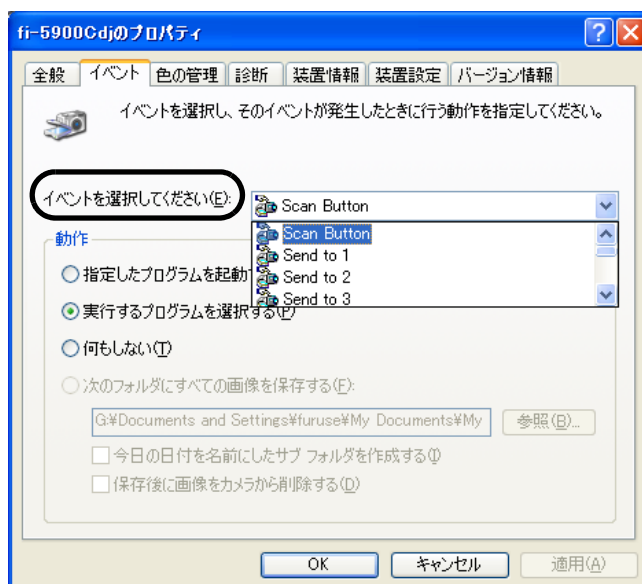 fi-5900Cdjのプロパティ
全般 イベント 色の管理 診断 装置情報 装置設定 バージョン情報
イベントを選択し、そのイベントが発生したときに行う動作を指定してください。
イベントを選択してください(E): Scan Button
Scan Button
Send to 1
Send to 2
Send to 3
動作
指定したプログラムを起動
実行するプログラムを選択する(P)
何もしない(T)
次のフォルダにすべての画像を保存する(F):
G:¥Documents and Settings¥furuse¥My Documents¥My 参照(B)...
今日の日付を名前にしたサブ フォルダを作成する(I)
保存後に画像をカメラから削除する(D)
OK キャンセル 適用(A)